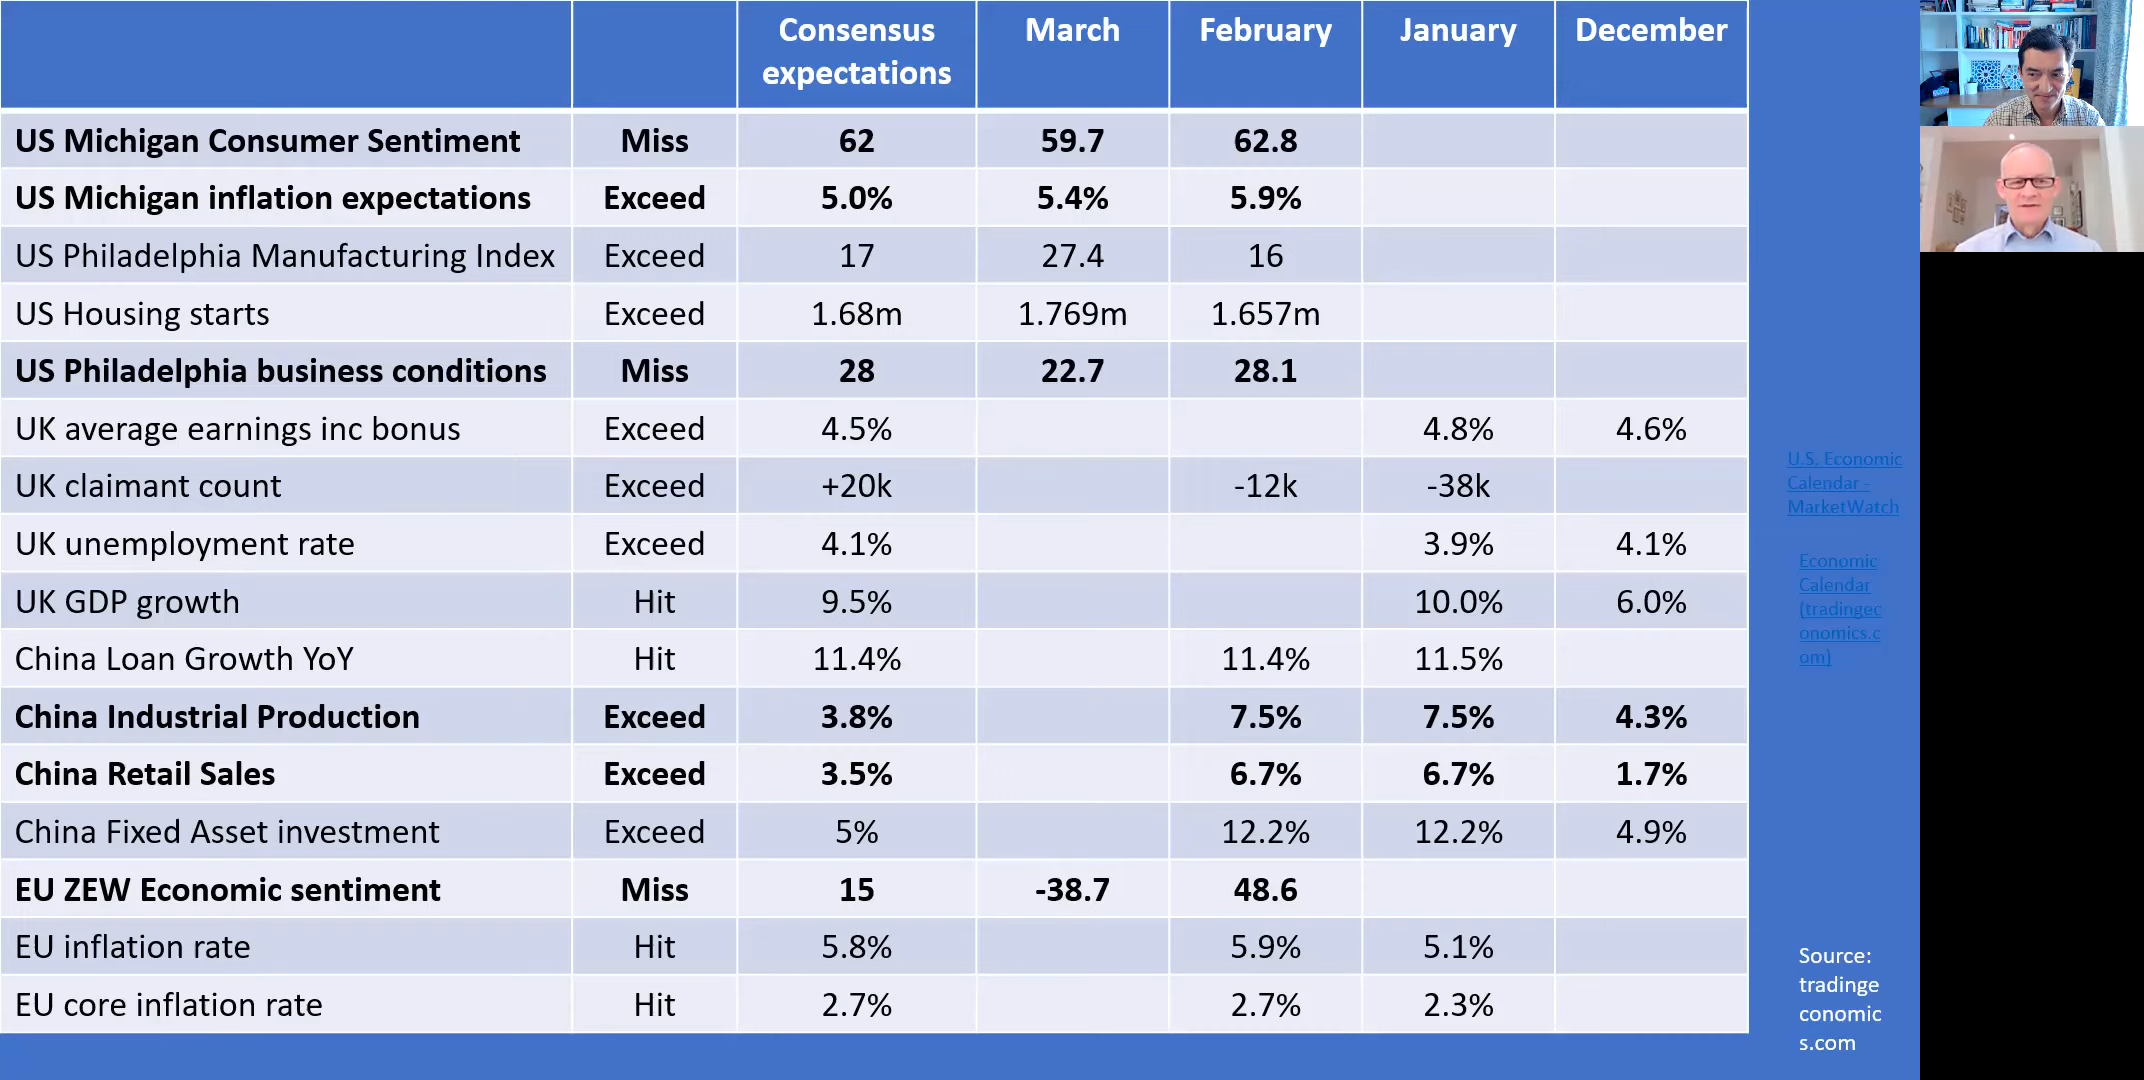 Consensus expectations March February January December
US Michigan Consumer Sentiment Miss 62 59.7 62.8
US Michigan inflation expectations Exceed 5.0% 5.4% 5.9%
US Philadelphia Manufacturing Index Exceed 17 27.4 16
US Housing starts Exceed 1.68m 1.769m 1.657m
US Philadelphia business conditions Miss 28 22.7 28.1
UK average earnings inc bonus Exceed 4.5% 4.8% 4.6%
UK claimant count Exceed +20k -12k -38k
UK unemployment rate Exceed 4.1% 3.9% 4.1%
UK GDP growth Hit 9.5% 10.0% 6.0%
China Loan Growth YoY Hit 11.4% 11.4% 11.5%
China Industrial Production Exceed 3.8% 7.5% 7.5% 4.3%
China Retail Sales Exceed 3.5% 6.7% 6.7% 1.7%
China Fixed Asset investment Exceed 5% 12.2% 12.2% 4.9%
EU ZEW Economic sentiment Miss 15 -38.7 48.6
EU inflation rate Hit 5.8% 5.9% 5.1%
EU core inflation rate Hit 2.7% 2.7% 2.3%
U.S. Economic
Calendar -
MarketWatch
Economic
Calendar
(tradingec
onomics.c
om)
Source:
tradinge
conomic
s.com